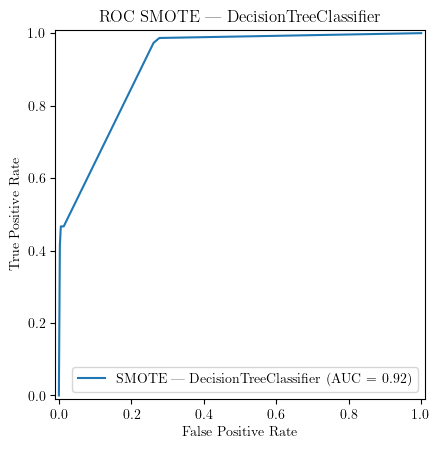 ROC SMOTE — DecisionTreeClassifier
1.0
0.8
0.6
0.4
0.2
0.0
True Positive Rate
SMOTE — DecisionTreeClassifier (AUC = 0.92)
0.0 0.2 0.4 0.6 0.8 1.0
False Positive Rate